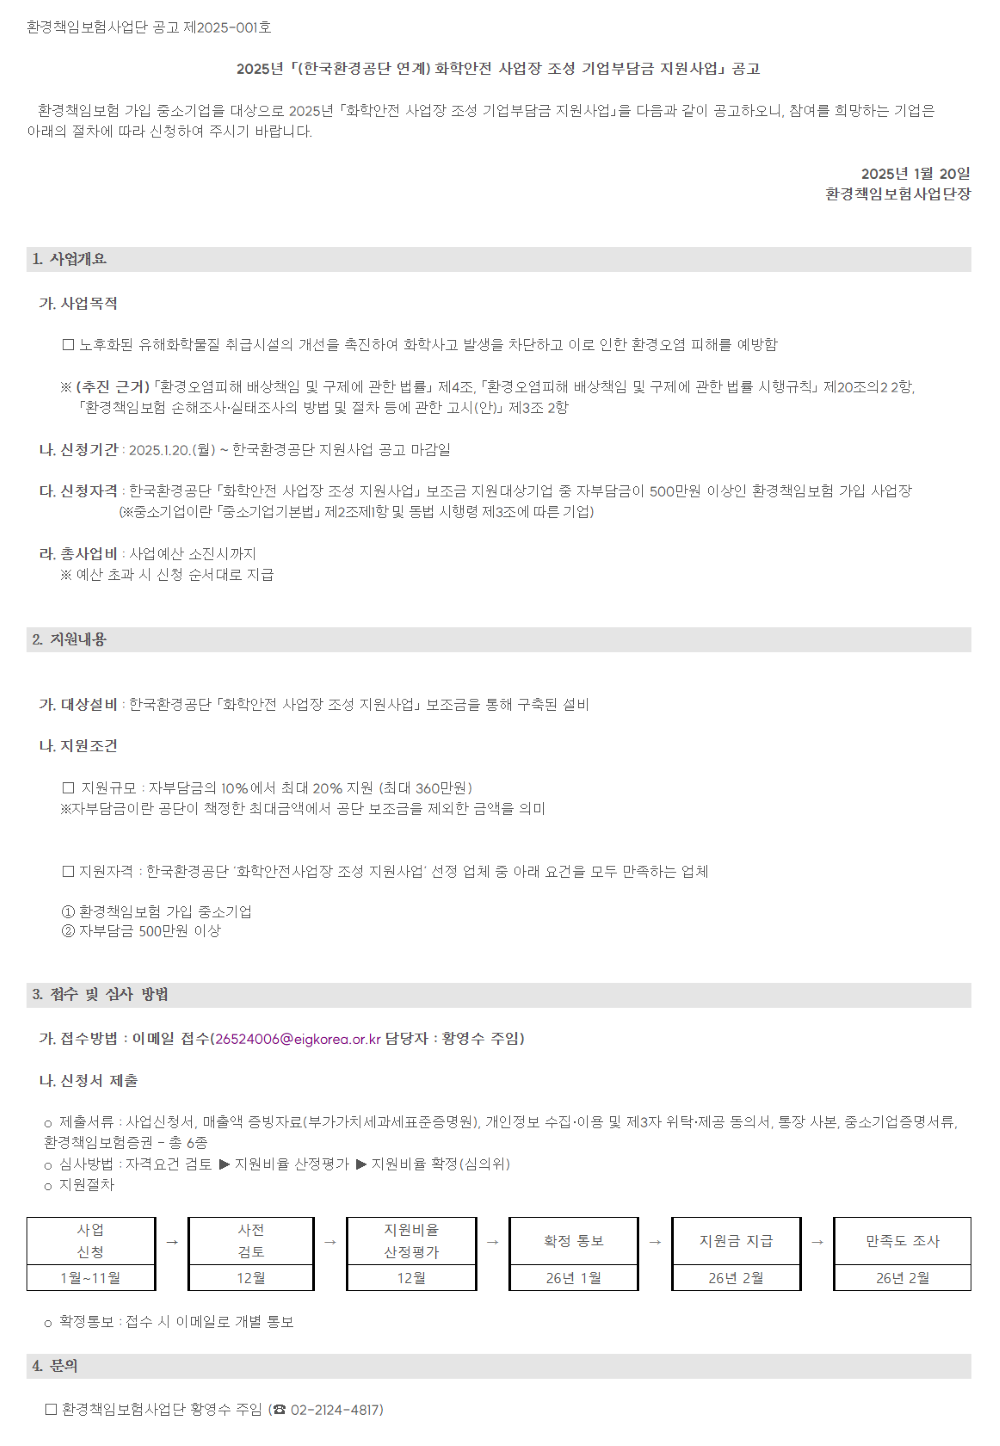 환경책임보험사업단 공고 제2025-001호
2025년 「(한국환경공단 연계) 화학안전 사업장 조성 기업부담금 지원사업」 공고
환경책임보험 가입 중소기업을 대상으로 2025년 「화학안전 사업장 조성 기업부담금 지원사업」을 다음과 같이 공고하오니, 참여를 희망하는 기업은
아래의 절차에 따라 신청하여 주시기 바랍니다.
2025년 1월 20일
환경책임보험사업단장
1. 사업개요
가. 사업목적
□ 노후화된 유해화학물질 취급시설의 개선을 촉진하여 화학사고 발생을 차단하고 이로 인한 환경오염 피해를 예방함
※ (추진 근거) 「환경오염피해 배상책임 및 구제에 관한 법률」 제4조, 「환경오염피해 배상책임 및 구제에 관한 법률 시행규칙」 제20조의2 2항,
「환경책임보험 손해조사·실태조사의 방법 및 절차 등에 관한 고시(안)」 제3조 2항
나. 신청기간 : 2025.1.20.(월) ~ 한국환경공단 지원사업 공고 마감일
다. 신청자격 : 한국환경공단 「화학안전 사업장 조성 지원사업」 보조금 지원대상기업 중 자부담금이 500만원 이상인 환경책임보험 가입 사업장
(※중소기업이란 「중소기업기본법」 제2조제1항 및 동법 시행령 제3조에 따른 기업)
라. 총사업비 : 사업예산 소진시까지
※ 예산 초과 시 신청 순서대로 지급
2. 지원내용
가. 대상설비 : 한국환경공단 「화학안전 사업장 조성 지원사업」 보조금을 통해 구축된 설비
나. 지원조건
□ 지원규모 : 자부담금의 10%에서 최대 20% 지원 (최대 360만원)
※자부담금이란 공단이 책정한 최대금액에서 공단 보조금을 제외한 금액을 의미
□ 지원자격 : 한국환경공단 '화학안전사업장 조성 지원사업' 선정 업체 중 아래 요건을 모두 만족하는 업체
① 환경책임보험 가입 중소기업
② 자부담금 500만원 이상
3. 접수 및 심사 방법
가. 접수방법 : 이메일 접수(26524006@eigkorea.or.kr 담당자 : 황영수 주임)
나. 신청서 제출
○ 제출서류 : 사업신청서, 매출액 증빙자료(부가가치세과세표준증명원), 개인정보 수집·이용 및 제3자 위탁·제공 동의서, 통장 사본, 중소기업증명서류,
환경책임보험증권 - 총 6종
○ 심사방법 : 자격요건 검토 ▶ 지원비율 산정평가 ▶ 지원비율 확정(심의위)
○ 지원절차
사업 신청 → 사전 검토 → 지원비율 산정평가 → 확정 통보 → 지원금 지급 → 만족도 조사
1월~11월 12월 12월 26년 1월 26년 2월 26년 2월
○ 확정통보 : 접수 시 이메일로 개별 통보
4. 문의
□ 환경책임보험사업단 황영수 주임 (☎ 02-2124-4817)